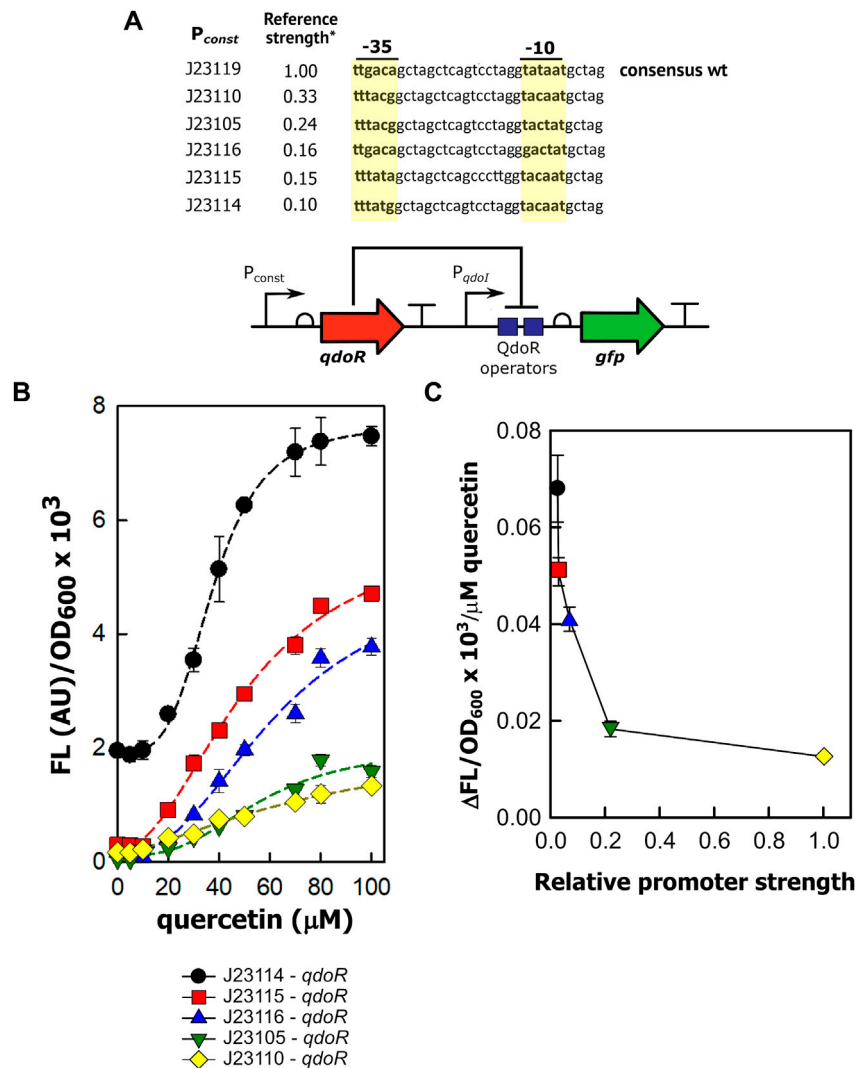 A
P_const Reference strength* -35 -10
J23119 1.00 ttgacagctagctcagtcctaggtataatgctag consensus wt
J23110 0.33 tttacggctagctcagtcctaggtacaatgctag
J23105 0.24 tttacggctagctcagtcctaggtactatgctag
J23116 0.16 ttgacagctagctcagtcctagggactatgctag
J23115 0.15 tttatagctagctcagcccttggtacaatgctag
J23114 0.10 tttatggctagctcagtcctaggtacaatgctag
P_const
P_qdoI
qdoR
QdoR
operators
gfp
B
FL (AU)/OD600 x 10³
8
6
4
2
0
0 20 40 60 80 100
quercetin (μM)
J23114 - qdoR
J23115 - qdoR
J23116 - qdoR
J23105 - qdoR
J23110 - qdoR
C
ΔFL/OD600 x 10³/μM quercetin
0.08
0.06
0.04
0.02
0.00
0.0 0.2 0.4 0.6 0.8 1.0
Relative promoter strength